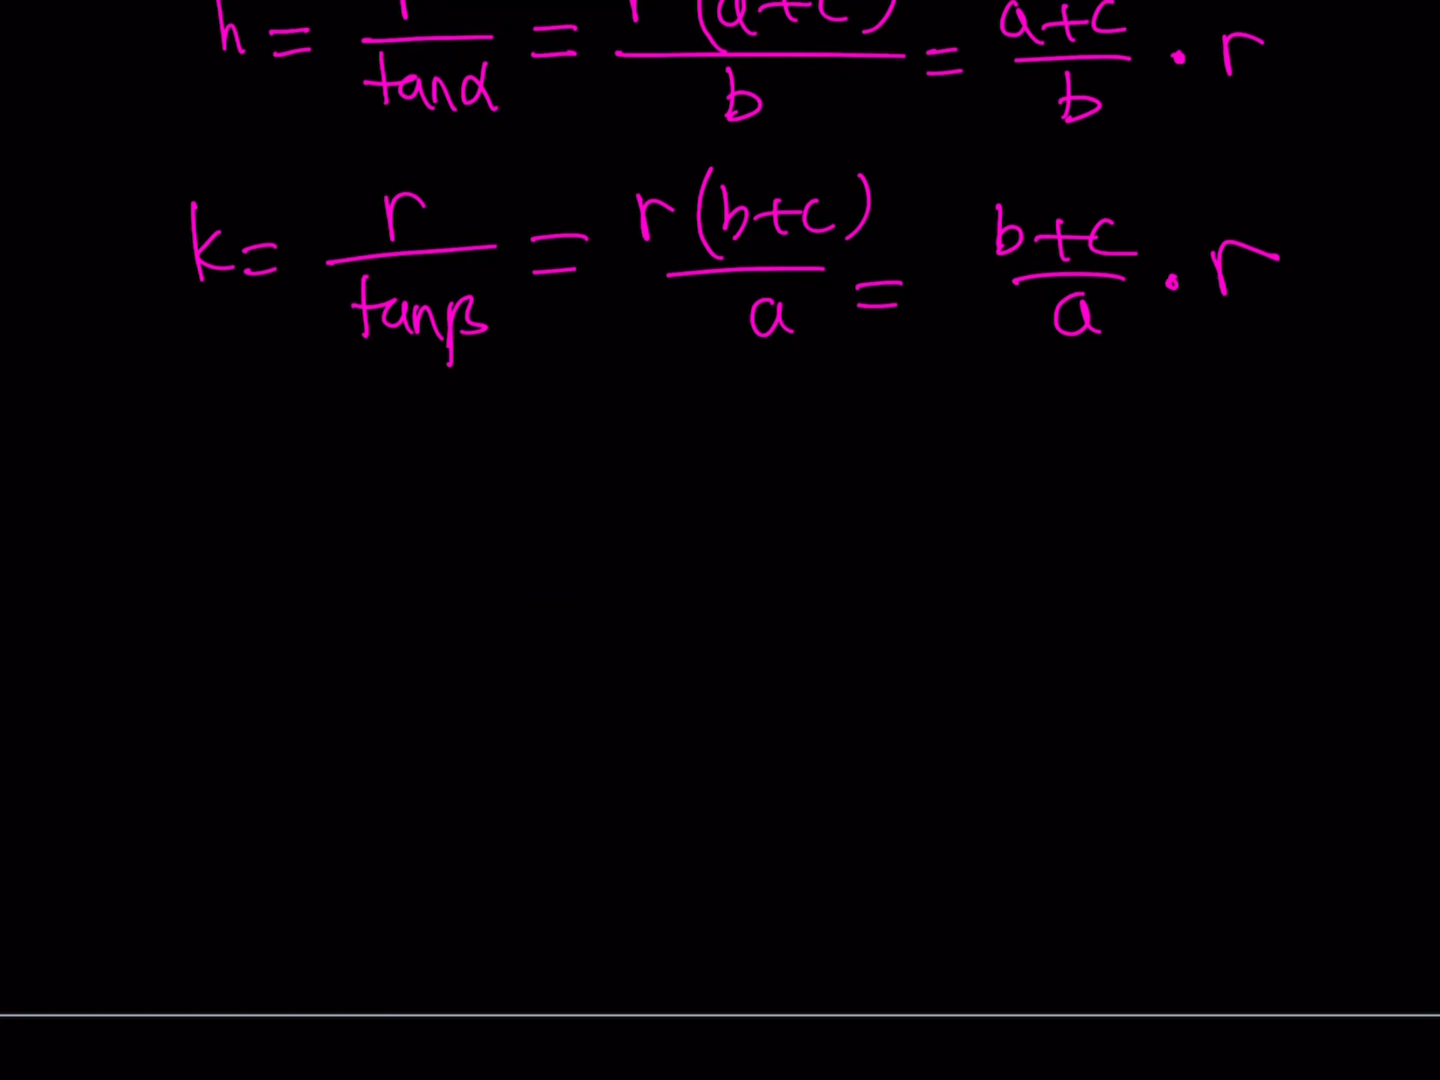 h = r/tanα = r(a+c)/b = a+c/b · r
k = r/tanβ = r(b+c)/a = b+c/a · r